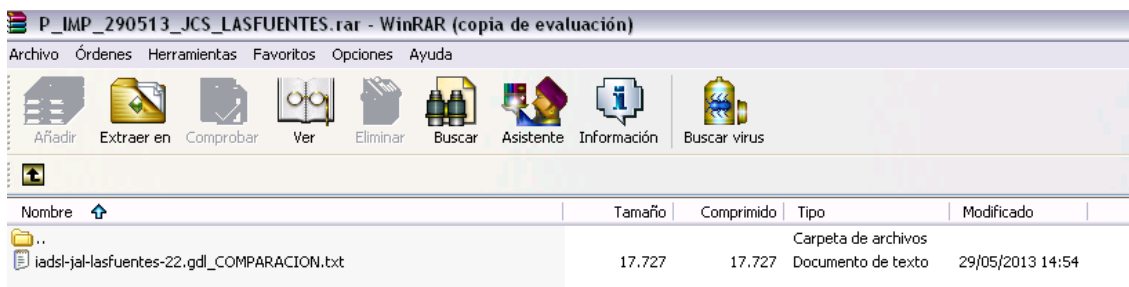 P_IMP_290513_JCS_LASFUENTES.rar - WinRAR (copia de evaluación)
Archivo Órdenes Herramientas Favoritos Opciones Ayuda
Añadir Extraer en Comprobar Ver Eliminar Buscar Asistente Información Buscar virus
Nombre Tamaño Comprimido Tipo Modificado
.. Carpeta de archivos
iadsl-jal-lasfuentes-22.gdl_COMPARACION.txt 17.727 17.727 Documento de texto 29/05/2013 14:54